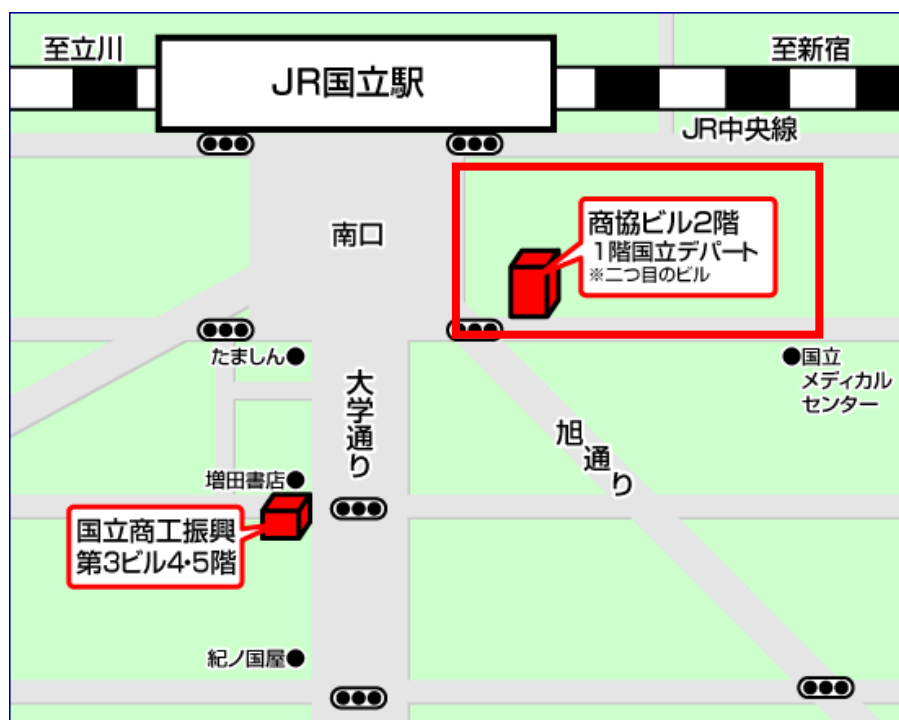 至立川
至新宿
JR国立駅
JR中央線
南口
商協ビル2階
1階国立デパート
※二つ目のビル
たましん
国立
メディカル
センター
大学通り
旭通り
増田書店
国立商工振興
第3ビル4・5階
紀ノ国屋